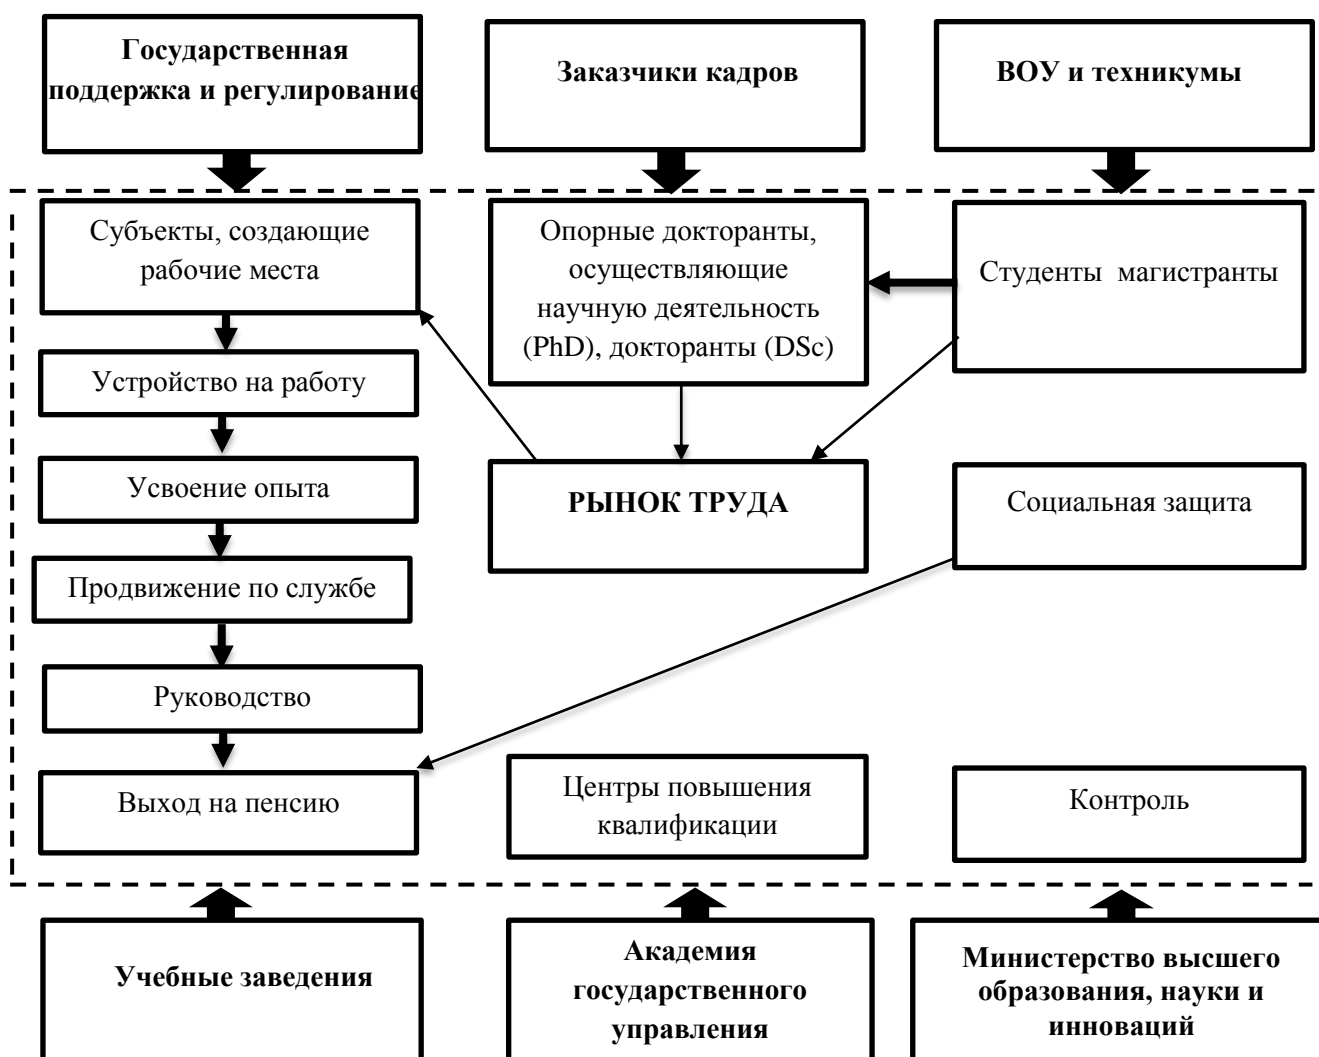 Государственная
поддержка и регулирование
Заказчики кадров
ВОУ и техникумы
Субъекты, создающие
рабочие места
Опорные докторанты,
осуществляющие
научную деятельность
(PhD), докторанты (DSc)
Студенты магистранты
Устройство на работу
Усвоение опыта
РЫНОК ТРУДА
Социальная защита
Продвижение по службе
Руководство
Выход на пенсию
Центры повышения
квалификации
Контроль
Учебные заведения
Академия
государственного
управления
Министерство высшего
образования, науки и
инноваций